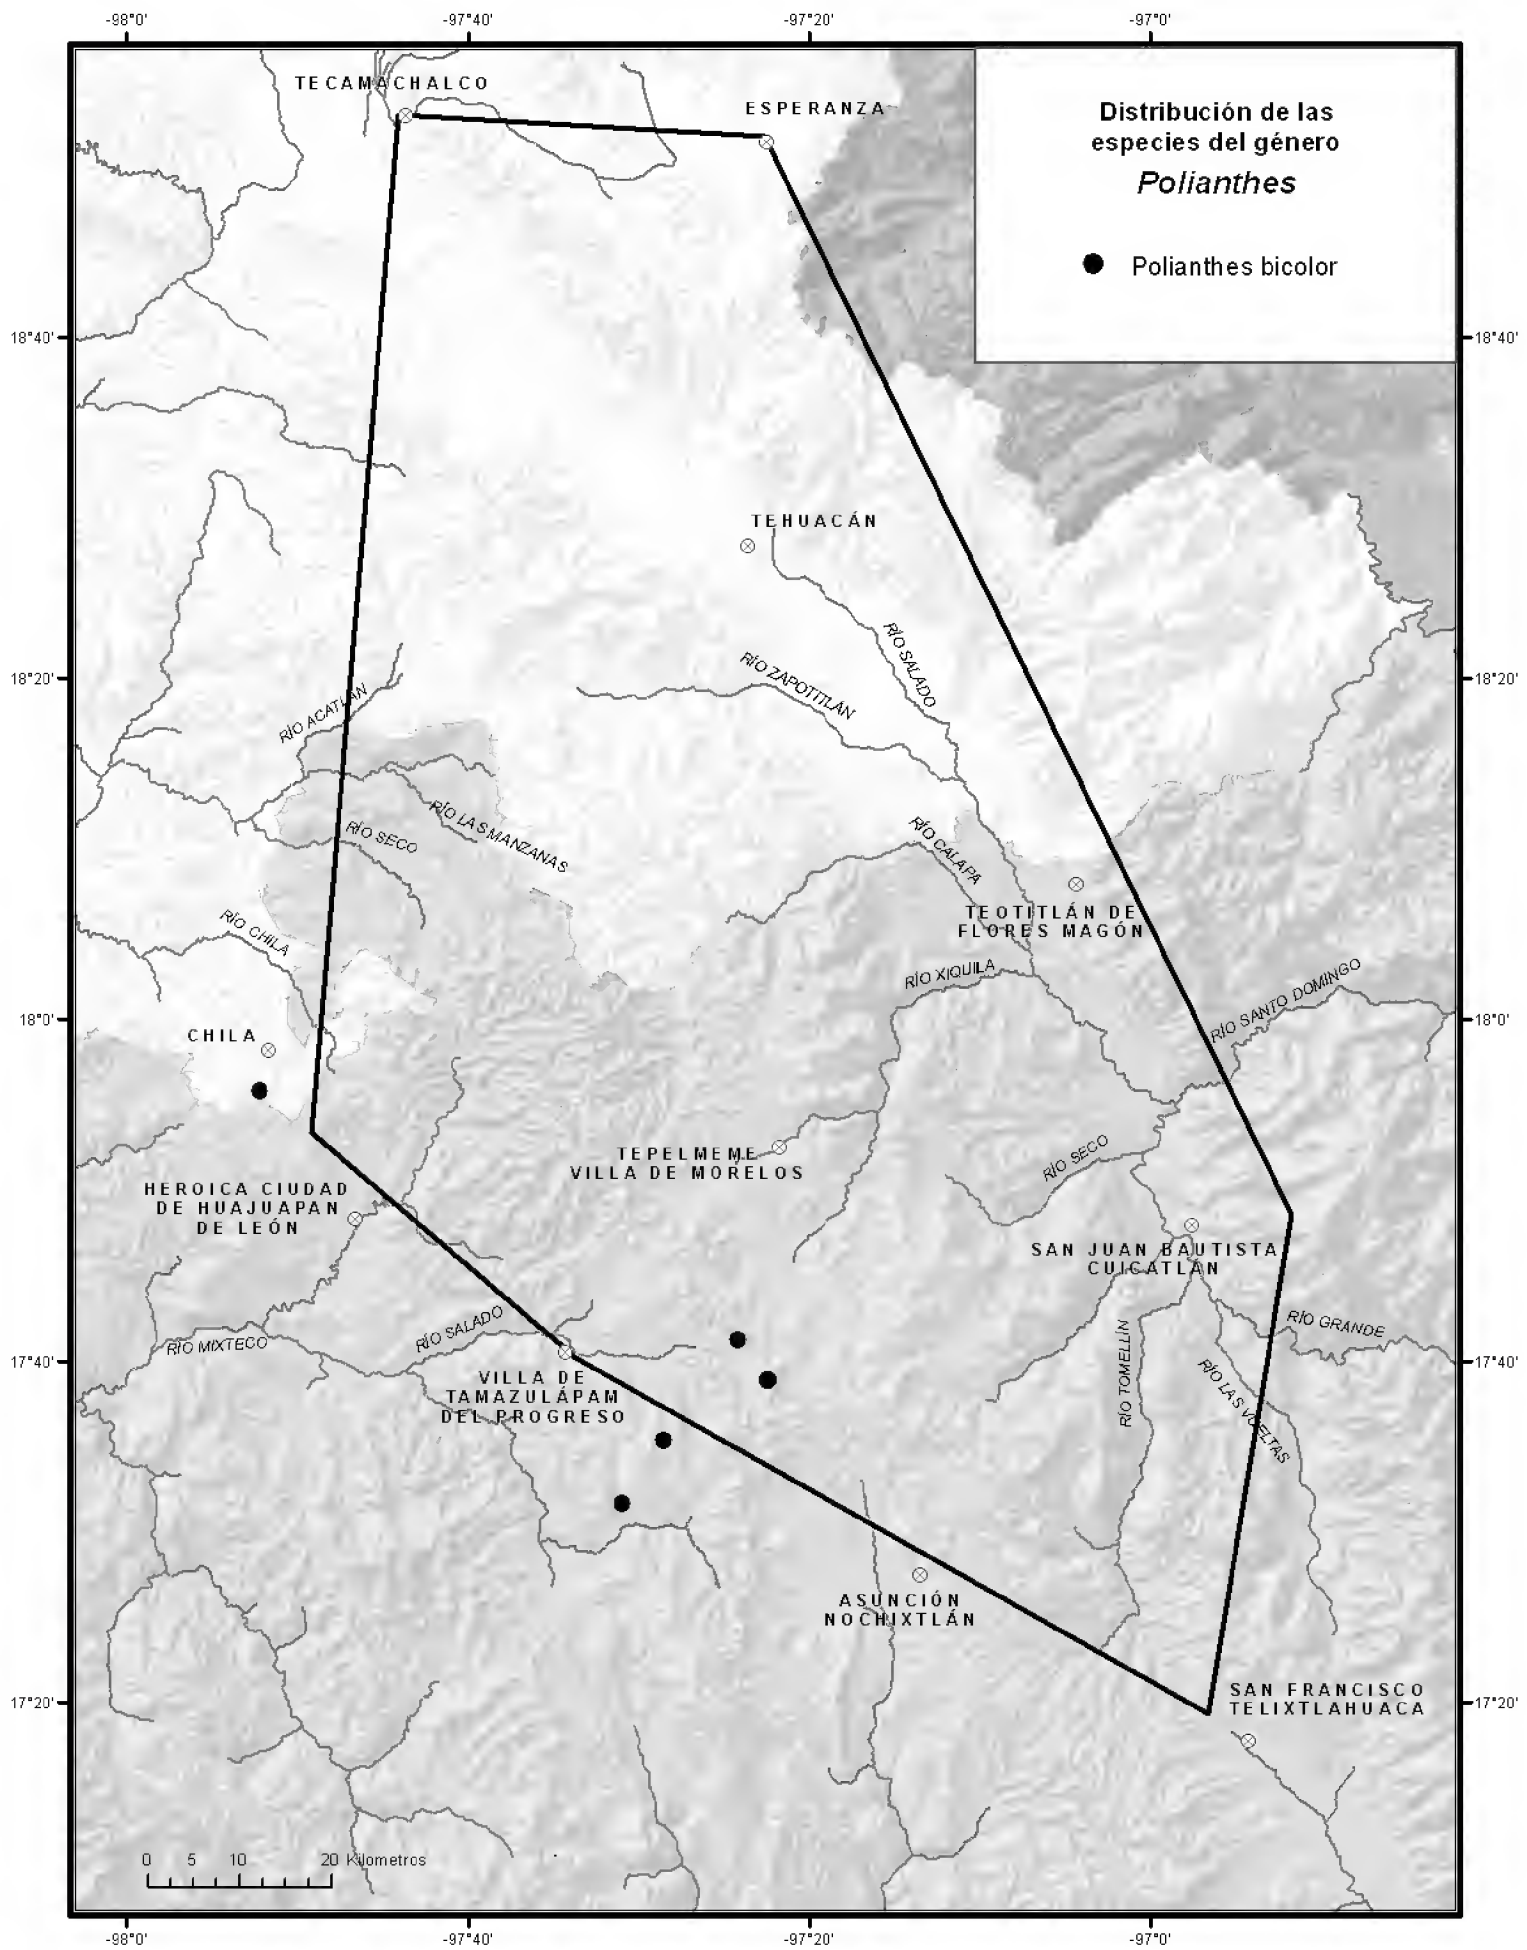 -98°0'
-97°40'
-97°20'
-97°0'
TECAMACHALCO
ESPERANZA
Distribución de las
especies del género
Polianthes
Polianthes bicolor
18°40'
18°40'
TEHUACÁN
RÍO SALADO
RÍO ZAPOTITLÁN
18°20'
18°20'
RÍO ACATLÁN
RÍO LAS MANZANAS
RÍO SECO
RÍO CALAPA
TEOTITLÁN DE
FLORES MAGÓN
RÍO CHILA
RÍO XIQUILA
RÍO SANTO DOMINGO
18°0'
18°0'
CHILA
TEPELMEME
VILLA DE MORELOS
RÍO SECO
HEROICA CIUDAD
DE HUAJUAPAN
DE LEÓN
SAN JUAN BAUTISTA
CUICATLÁN
RÍO GRANDE
RÍO SALADO
RÍO MIXTECO
17°40'
17°40'
VILLA DE
TAMAZULÁPAM
DEL PROGRESO
RÍO TOMELLÍN
RÍO LAS VUELTAS
ASUNCIÓN
NOCHIXTLÁN
SAN FRANCISCO
TELIXTLAHUACA
17°20'
17°20'
0 5 10 20 Kilometros
-98°0'
-97°40'
-97°20'
-97°0'